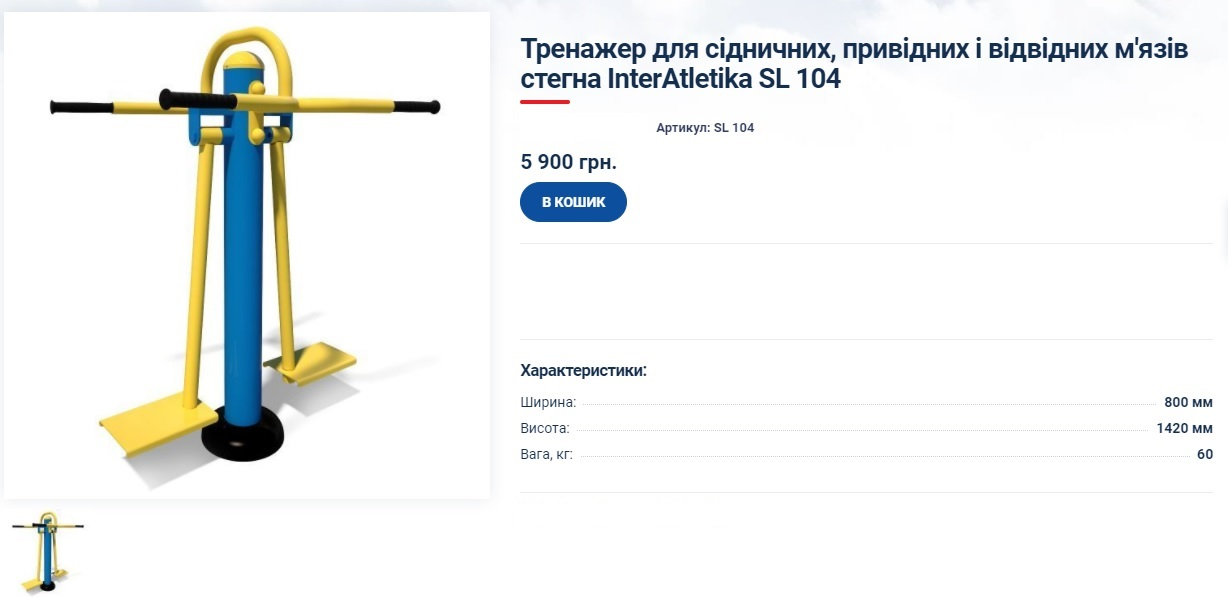 Тренажер для сідничних, привідних і відвідних м'язів
стегна InterAtletika SL 104
Артикул: SL 104
5 900 грн.
В КОШИК
Характеристики:
Ширина: 800 мм
Висота: 1420 мм
Вага, кг: 60